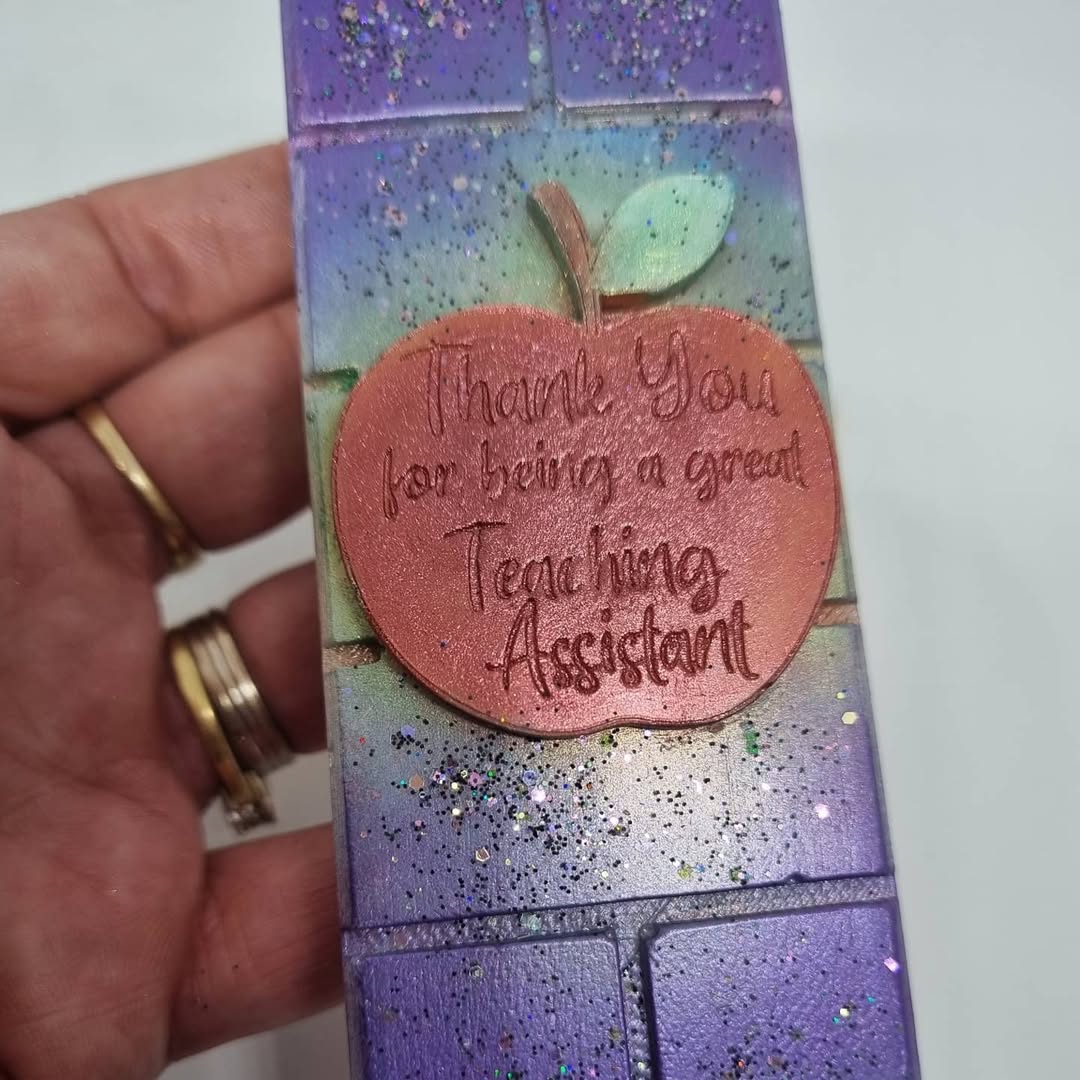 Thank You
for being a great
Teaching
Assistant